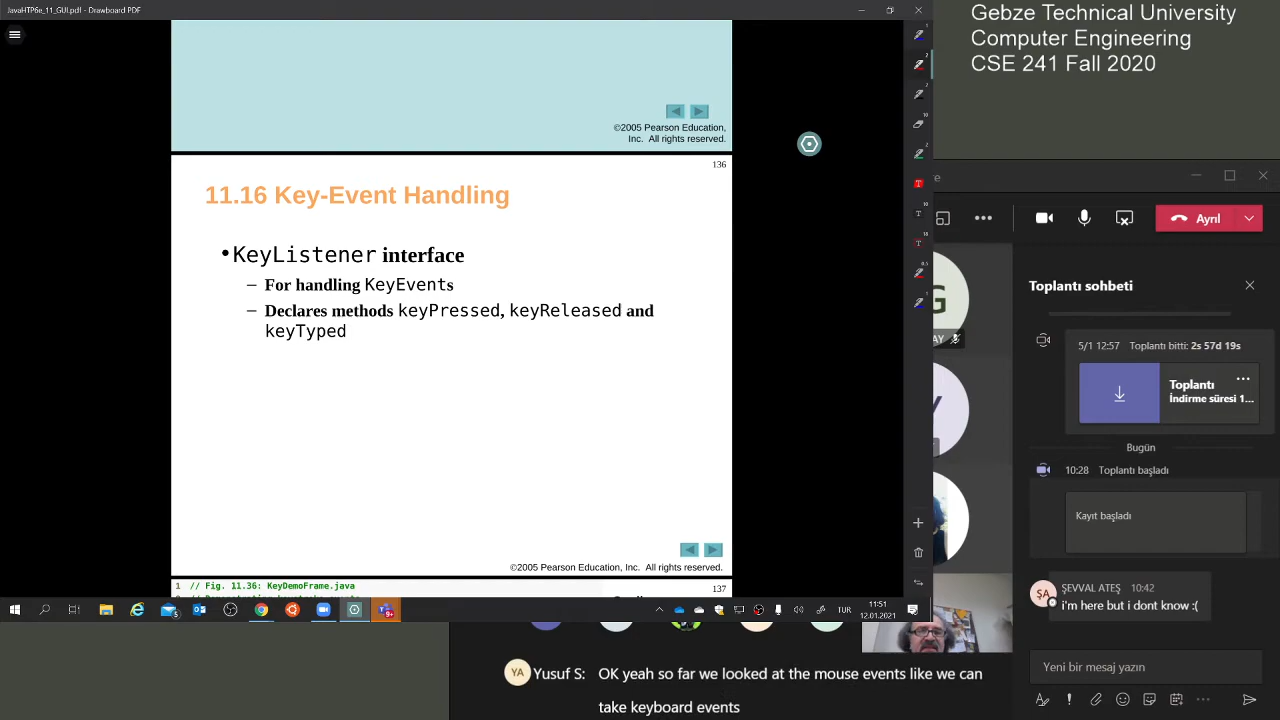 JavaHTP6e_11_GUI.pdf - Drawboard PDF
Gebze Technical University
Computer Engineering
CSE 241 Fall 2020
©2005 Pearson Education,
Inc. All rights reserved.
136
11.16 Key-Event Handling
•KeyListener interface
– For handling KeyEvents
– Declares methods keyPressed, keyReleased and
keyTyped
©2005 Pearson Education, Inc. All rights reserved.
1 // Fig. 11.36: KeyDemoFrame.java
137
Ayrıl
Toplantı sohbeti
5/1 12:57 Toplantı bitti: 2s 57d 19s
Toplantı
İndirme süresi 1...
Bugün
10:28 Toplantı başladı
Kayıt başladı
ŞA
ŞEVVAL ATEŞ 10:42
i'm here but i dont know :(
Yeni bir mesaj yazın
TUR
11:51
12.01.2021
YA Yusuf S: OK yeah so far we looked at the mouse events like we can
take keyboard events